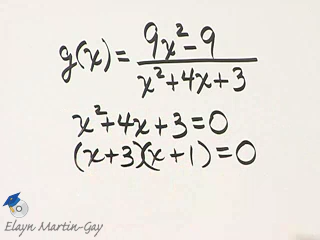 g(x) = 9x² - 9 / x² + 4x + 3
x² + 4x + 3 = 0
(x + 3)(x + 1) = 0
Elayn Martin-Gay